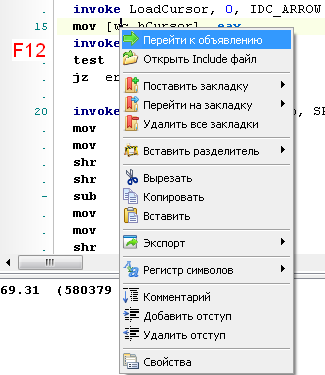 invoke LoadCursor, 0, IDC_ARROW
15 mov [wc.hCursor], eax
F12
invoke
test
jz er
20 invoke
mov
mov
shr
shr
sub
mov
mov
shr
Перейти к объявлению
Открыть Include файл
Поставить закладку
Перейти на закладку
Удалить все закладки
Вставить разделитель
Вырезать
Копировать
Вставить
Экспорт
Регистр символов
Комментарий
Добавить отступ
Удалить отступ
Свойства
69.31 (580379